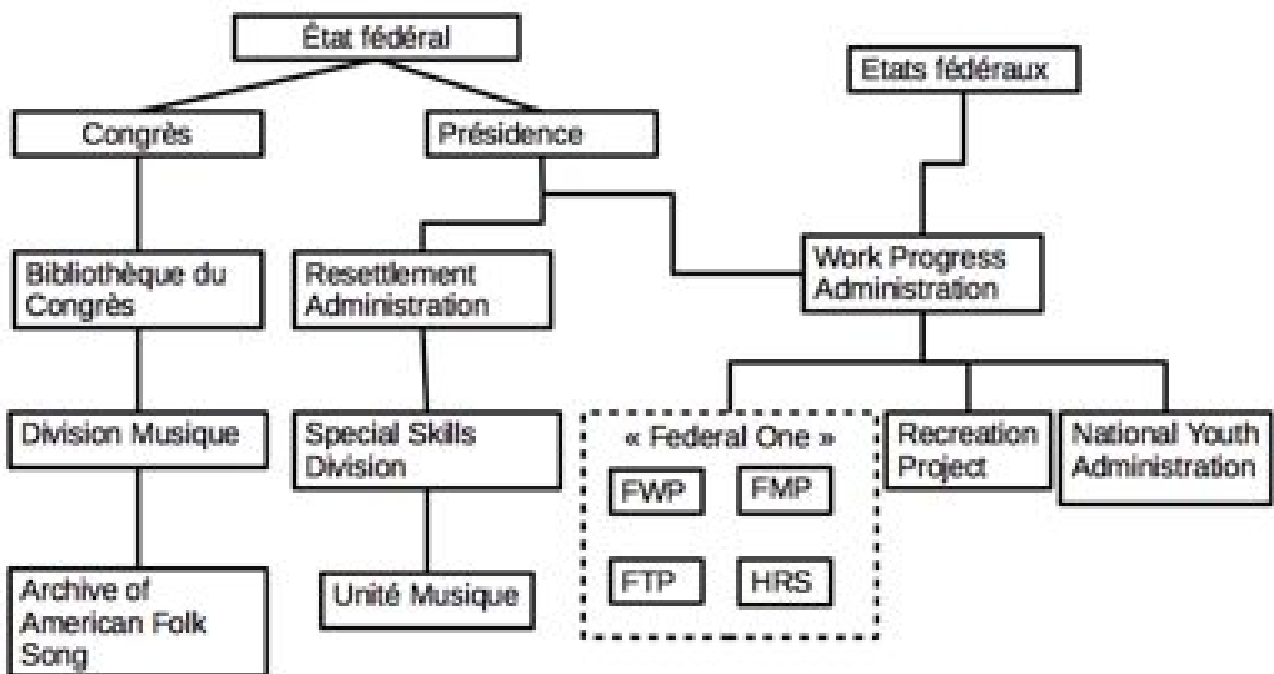 État fédéral
Etats fédéraux
Congrès
Présidence
Bibliothèque du
Congrès
Resettlement
Administration
Work Progress
Administration
Division Musique
Special Skills
Division
« Federal One »
FWP
FMP
FTP
HRS
Recreation
Project
National Youth
Administration
Archive of
American Folk
Song
Unité Musique